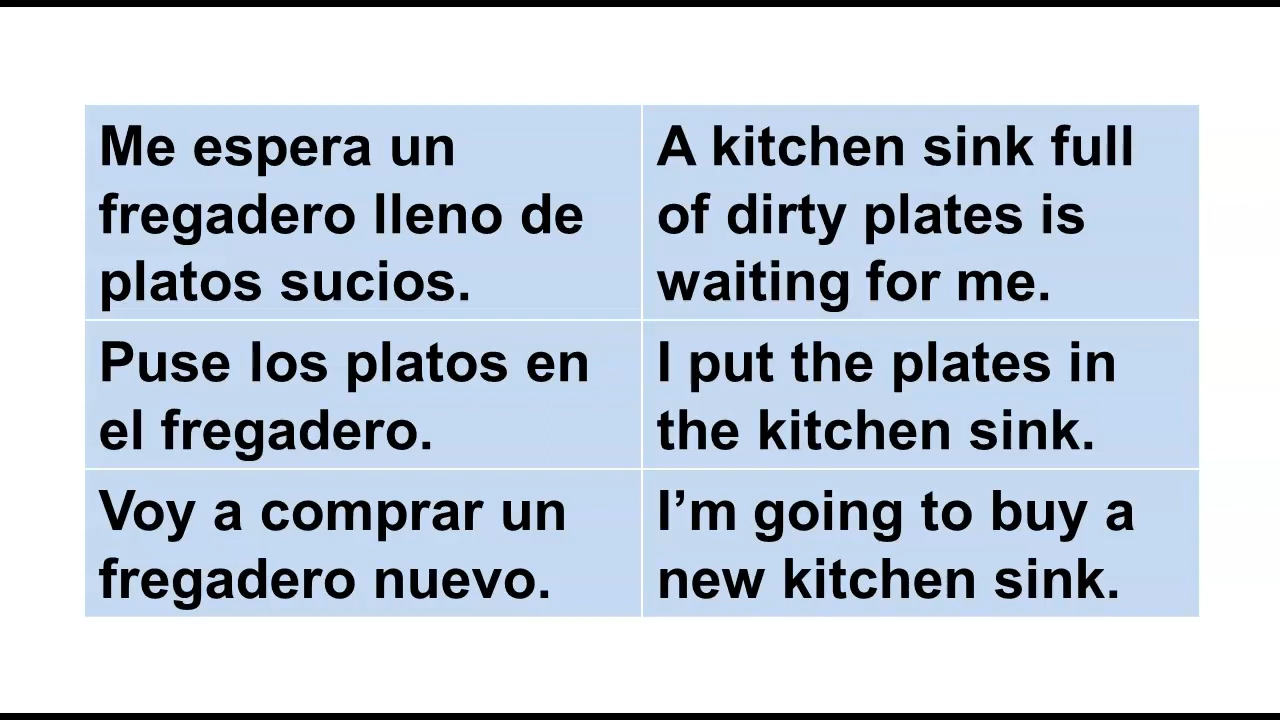 Me espera un
fregadero lleno de
platos sucios.
A kitchen sink full
of dirty plates is
waiting for me.
Puse los platos en
el fregadero.
I put the plates in
the kitchen sink.
Voy a comprar un
fregadero nuevo.
I’m going to buy a
new kitchen sink.